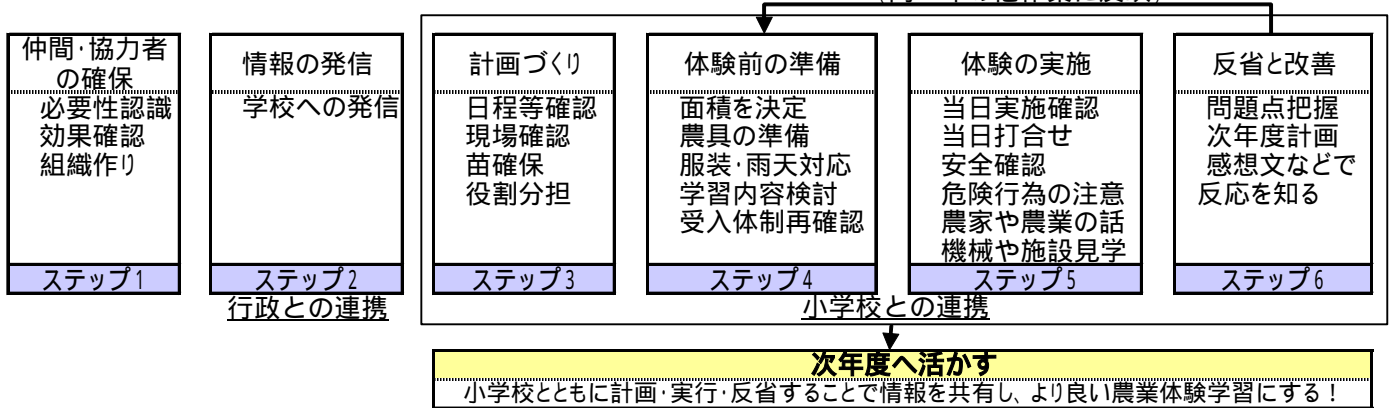 仲間・協力者
の確保
必要性認識
効果確認
組織作り
ステップ1
情報の発信
学校への発信
ステップ2
行政との連携
計画づくり
日程等確認
現場確認
苗確保
役割分担
ステップ3
体験前の準備
面積を決定
農具の準備
服装・雨天対応
学習内容検討
受入体制再確認
ステップ4
体験の実施
当日実施確認
当日打合せ
安全確認
危険行為の注意
農家や農業の話
機械や施設見学
ステップ5
反省と改善
問題点把握
次年度計画
感想文などで
反応を知る
ステップ6
小学校との連携
次年度へ活かす
小学校とともに計画・実行・反省することで情報を共有し、より良い農業体験学習にする！